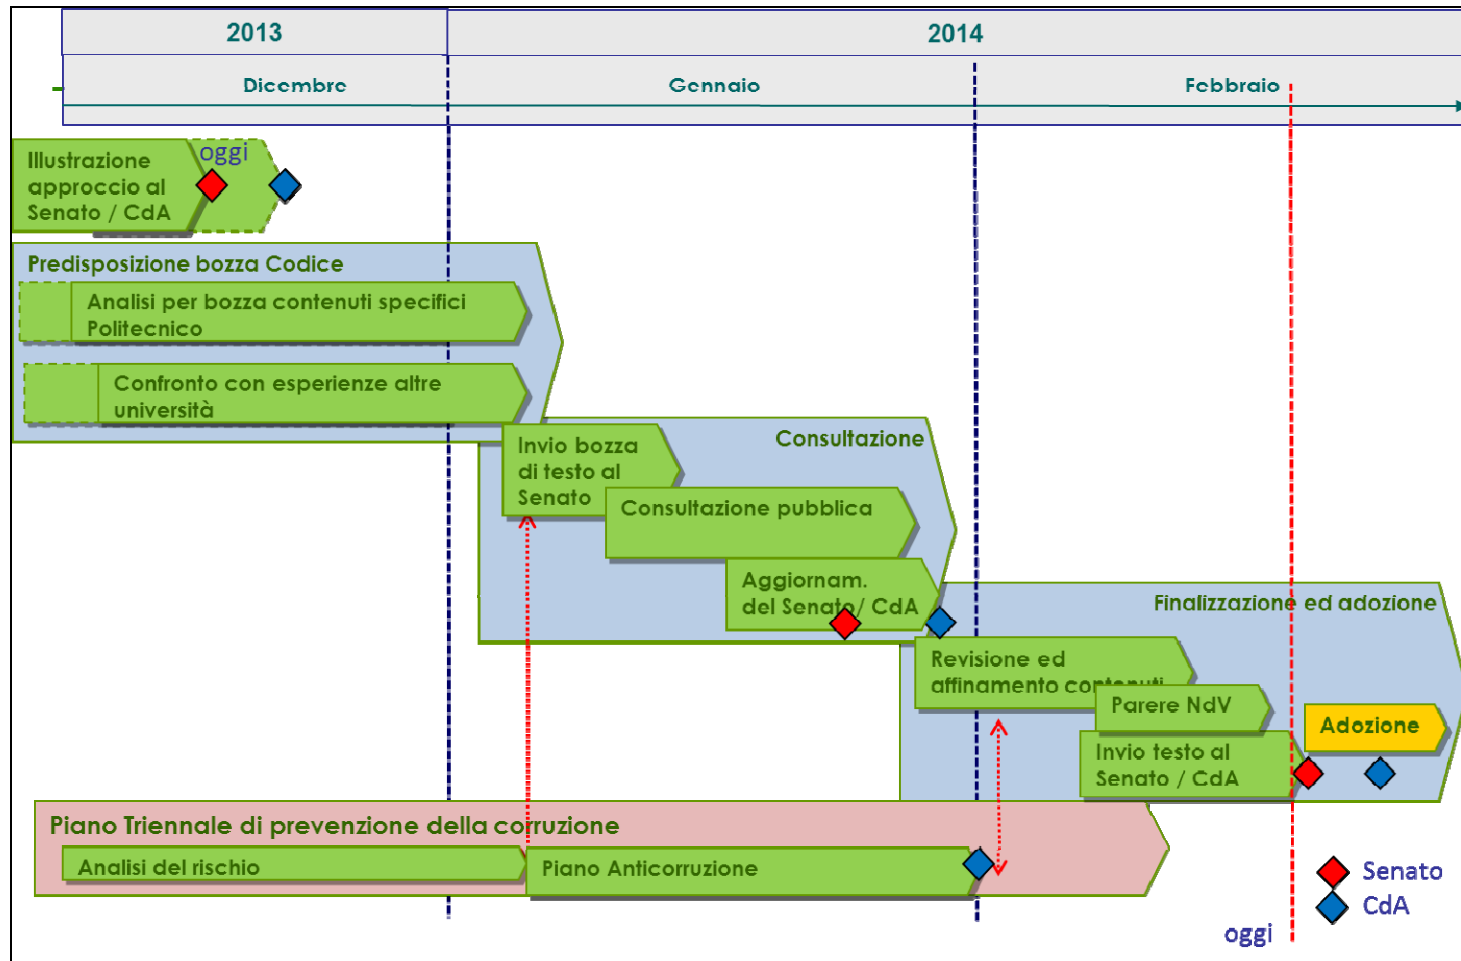 2013
2014
Dicembre
Gennaio
Febbraio
oggi
Illustrazione
approccio al
Senato / CdA
Predisposizione bozza Codice
Analisi per bozza contenuti specifici
Politecnico
Confronto con esperienze altre
università
Consultazione
Invio bozza
di testo al
Senato
Consultazione pubblica
Aggiornam.
del Senato/ CdA
Finalizzazione ed adozione
Revisione ed
affinamento contenuti
Parere NdV
Adozione
Invio testo al
Senato / CdA
Piano Triennale di prevenzione della corruzione
Analisi del rischio
Piano Anticorruzione
Senato
CdA
oggi